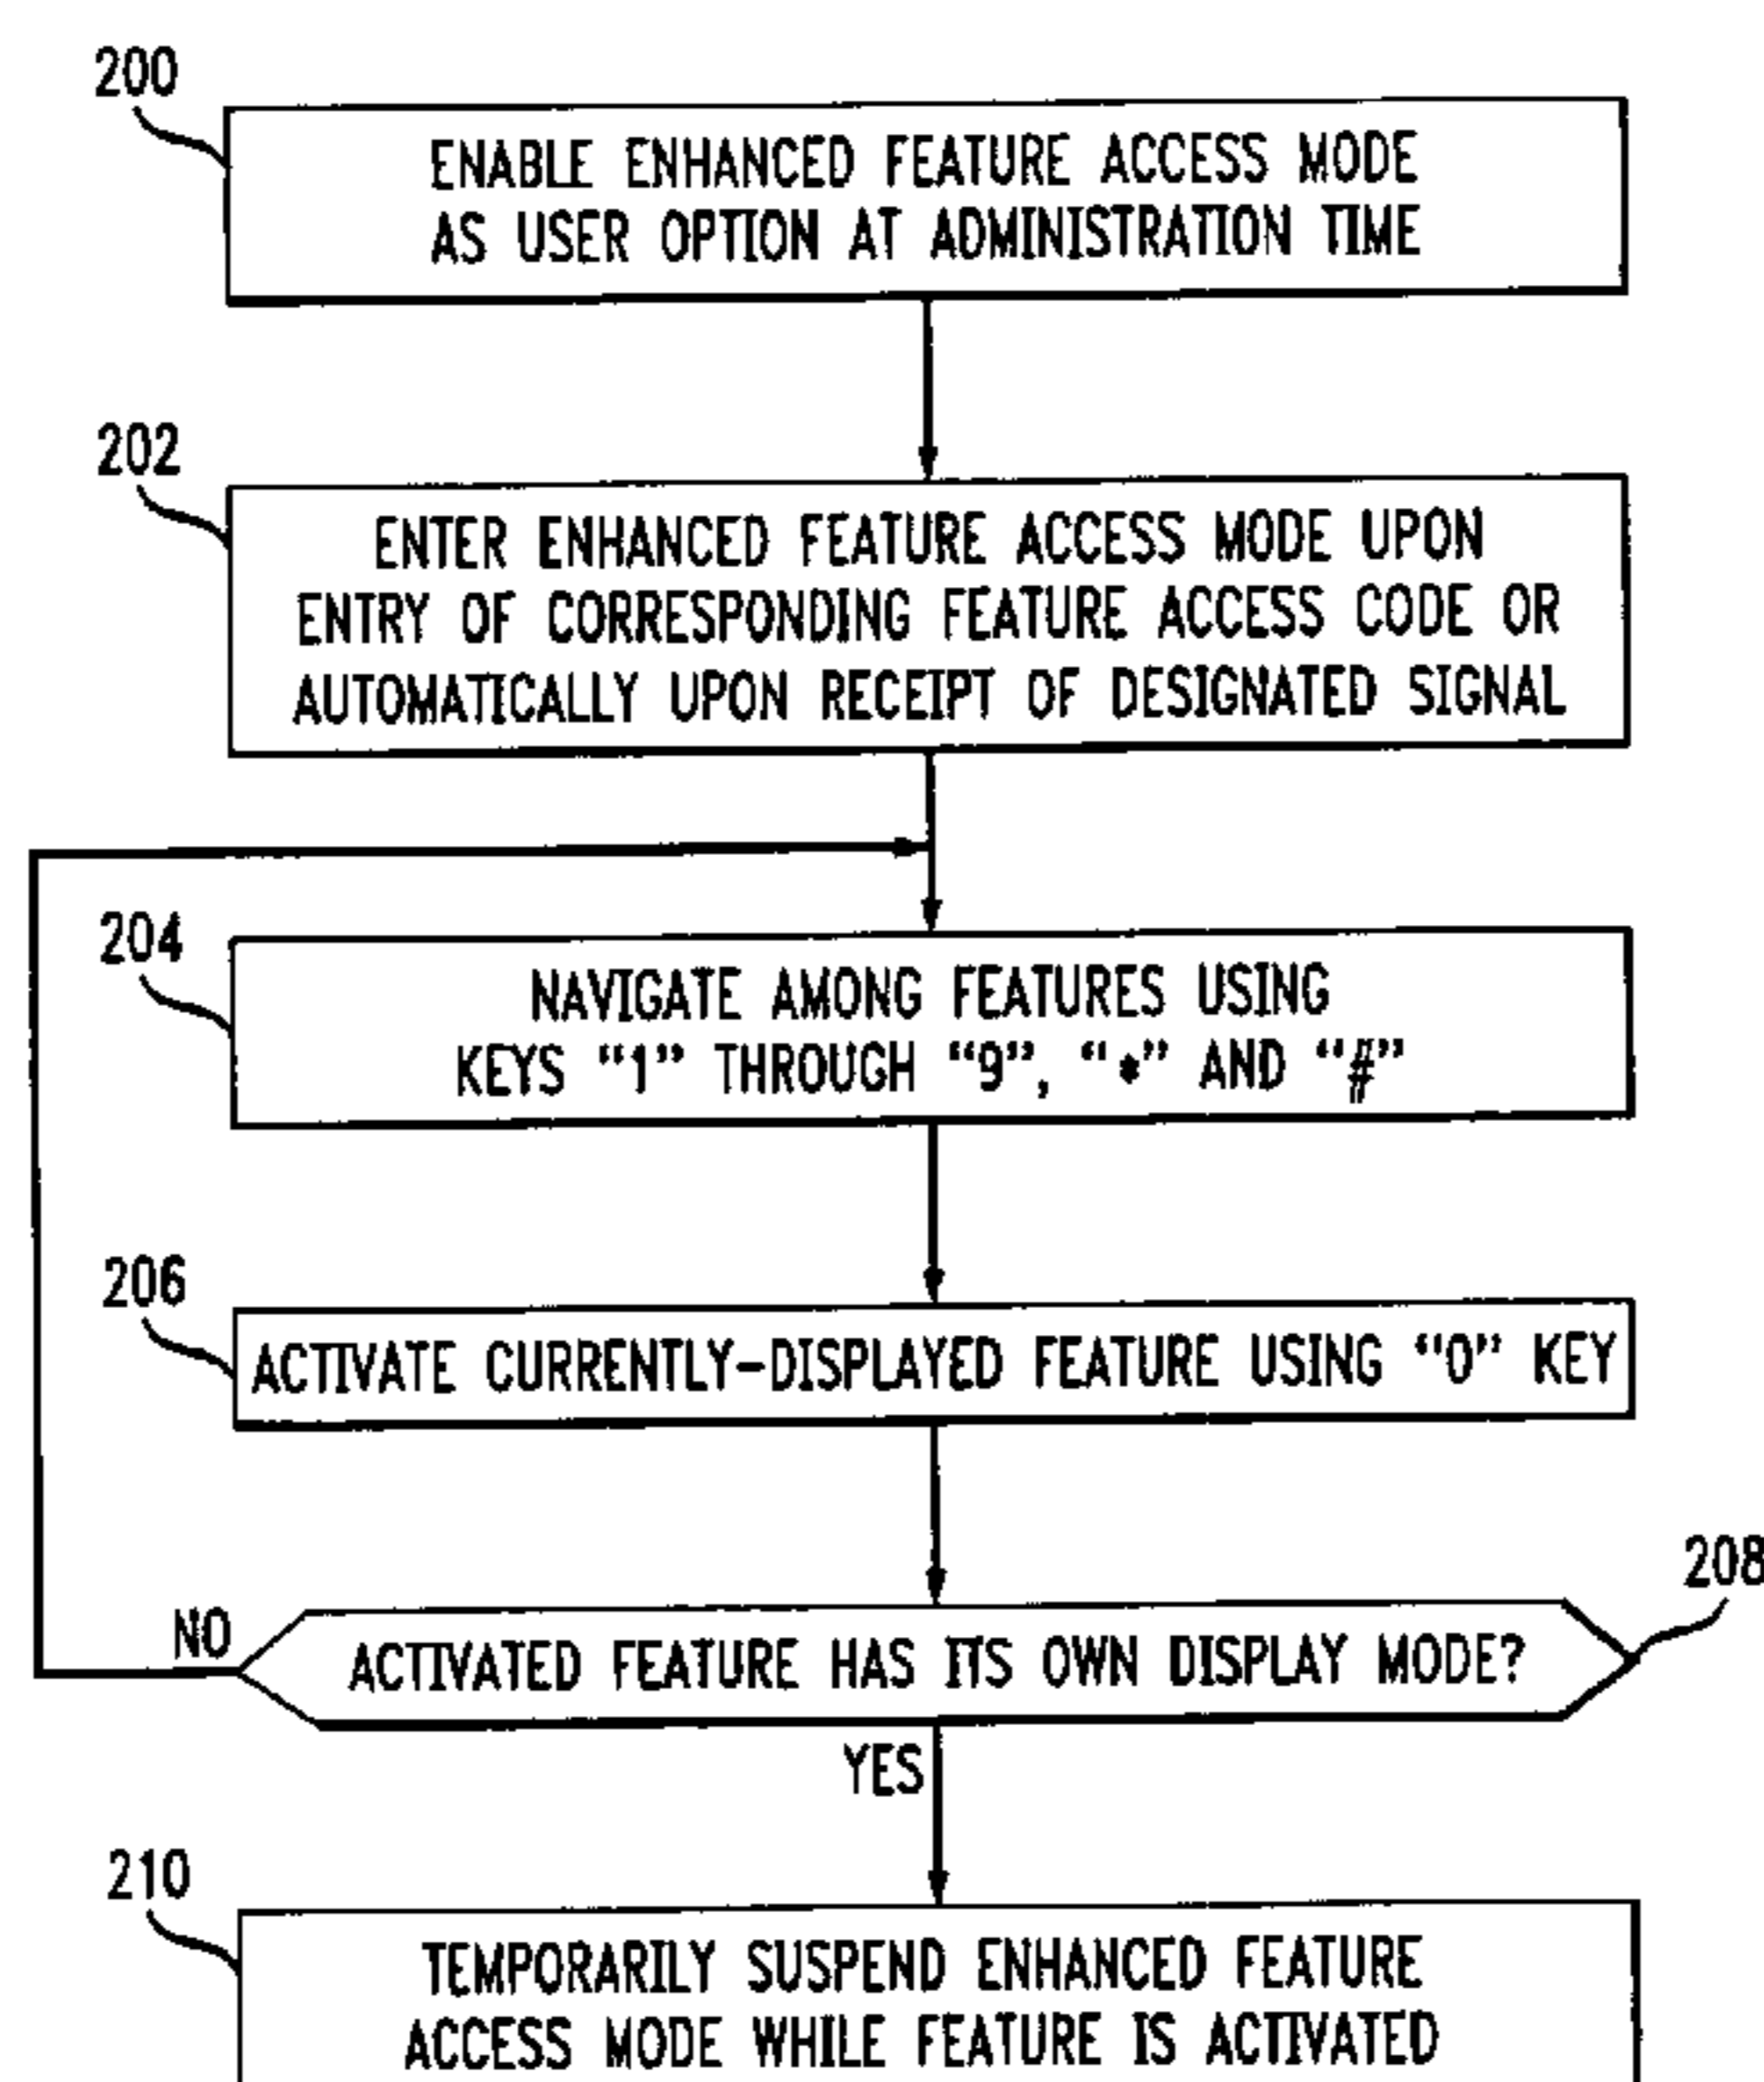 200
ENABLE ENHANCED FEATURE ACCESS MODE
AS USER OPTION AT ADMINISTRATION TIME
202
ENTER ENHANCED FEATURE ACCESS MODE UPON
ENTRY OF CORRESPONDING FEATURE ACCESS CODE OR
AUTOMATICALLY UPON RECEIPT OF DESIGNATED SIGNAL
204
NAVIGATE AMONG FEATURES USING
KEYS “1” THROUGH “9”, “*” AND “#”
206
ACTIVATE CURRENTLY-DISPLAYED FEATURE USING “0” KEY
208
NO
ACTIVATED FEATURE HAS ITS OWN DISPLAY MODE?
YES
210
TEMPORARILY SUSPEND ENHANCED FEATURE
ACCESS MODE WHILE FEATURE IS ACTIVATED